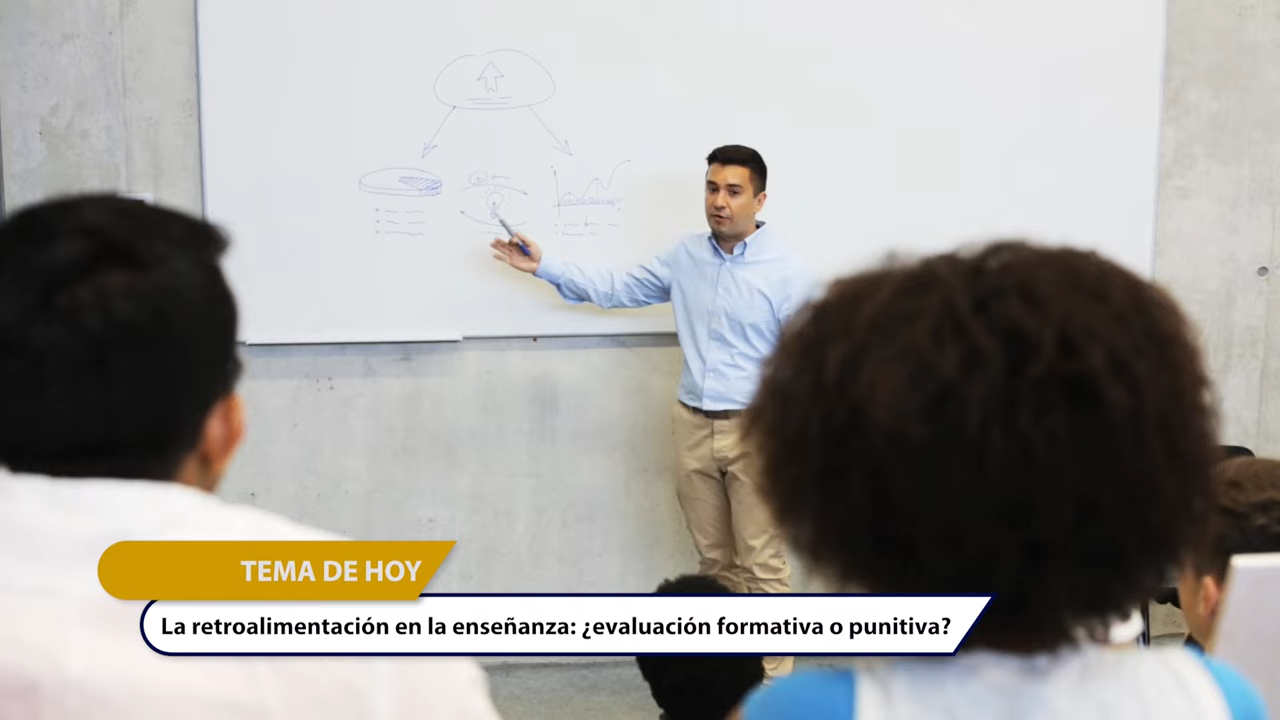 TEMA DE HOY
La retroalimentación en la enseñanza: ¿evaluación formativa o punitiva?